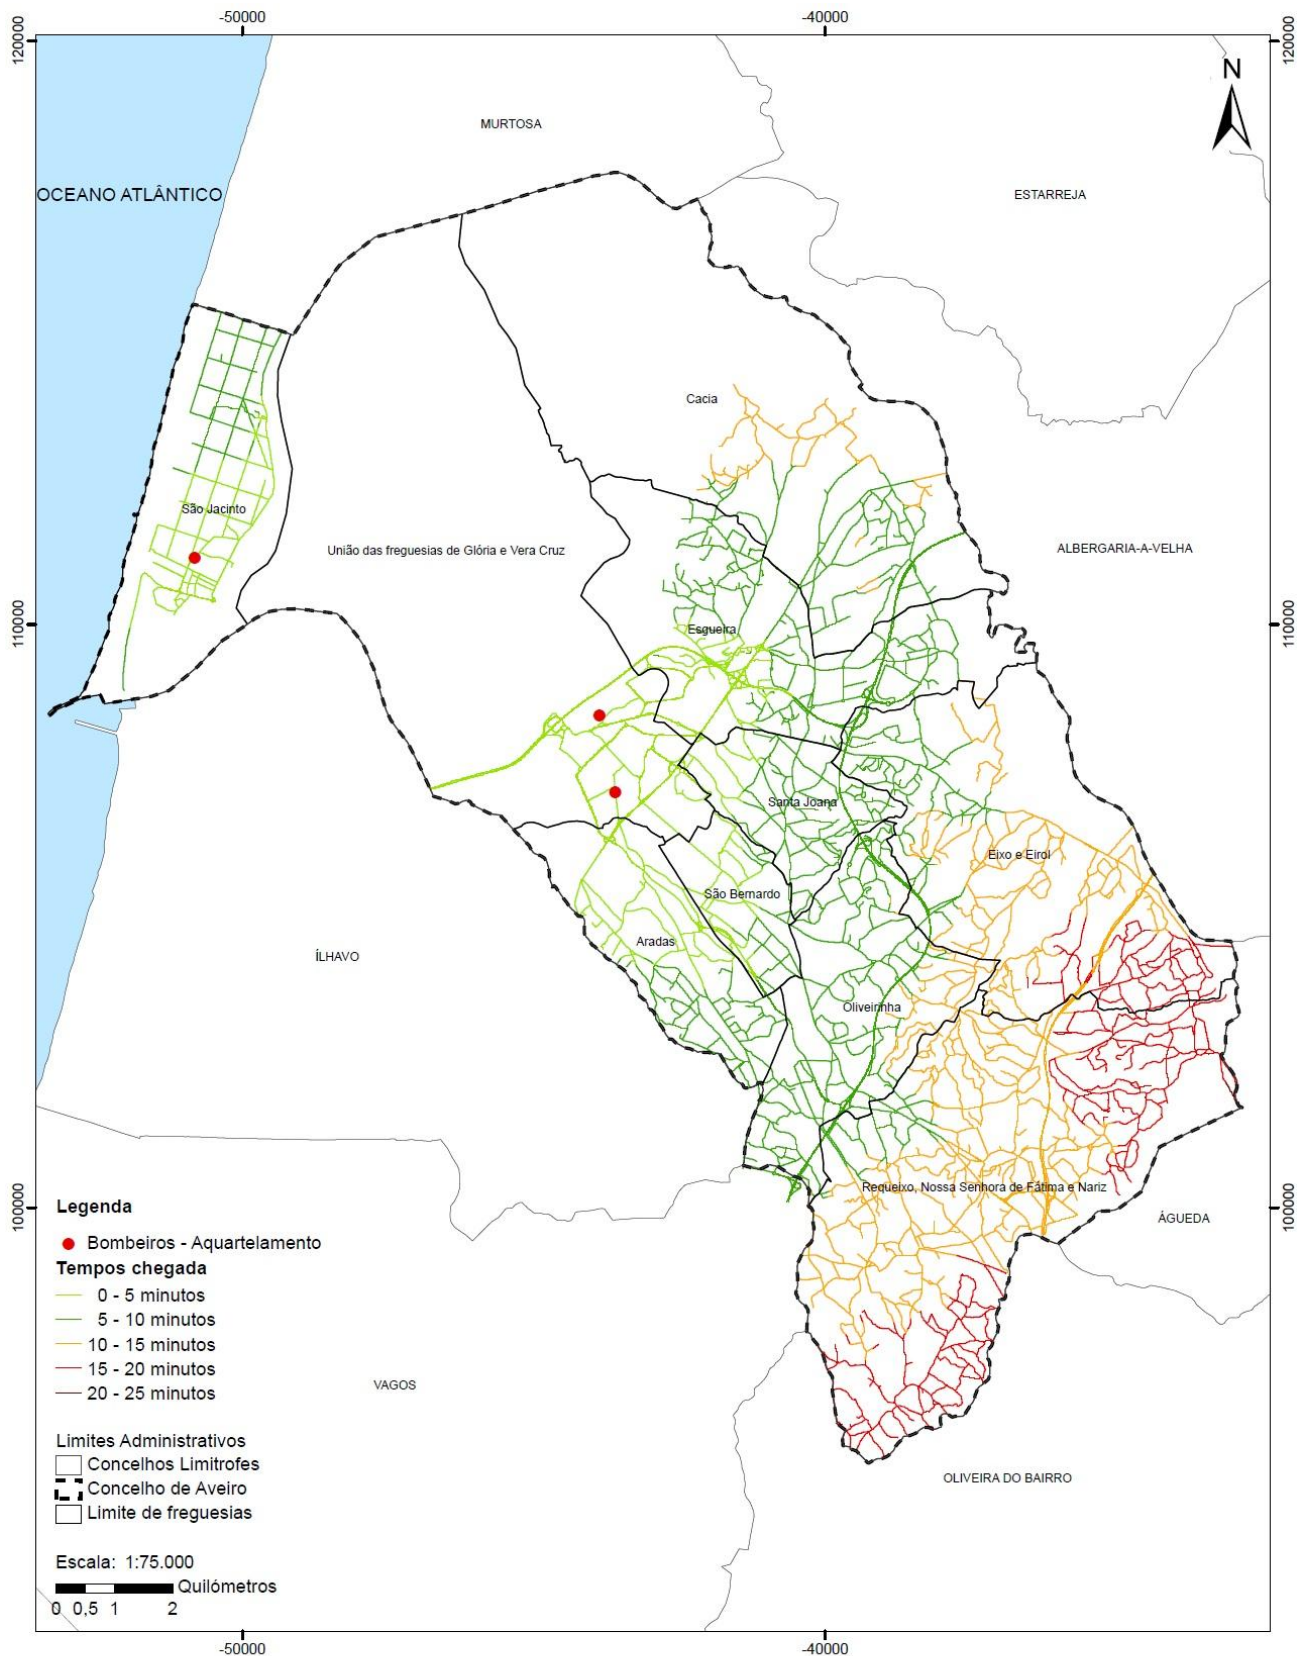 -50000
-40000
120000
120000
N
MURTOSA
OCEANO ATLÂNTICO
ESTARREJA
Cacia
São Jacinto
União das freguesias de Glória e Vera Cruz
ALBERGARIA-A-VELHA
110000
Esgueira
110000
Santa Joana
Eixo e Eirol
São Bernardo
Aradas
ÍLHAVO
Oliveirinha
Requeixo, Nossa Senhora de Fátima e Nariz
100000
100000
ÁGUEDA
Legenda
Bombeiros - Aquartelamento
Tempos chegada
0 - 5 minutos
5 - 10 minutos
10 - 15 minutos
15 - 20 minutos
20 - 25 minutos
VAGOS
Limites Administrativos
Concelhos Limitrofes
Concelho de Aveiro
Limite de freguesias
OLIVEIRA DO BAIRRO
Escala: 1:75.000
Quilómetros
0 0,5 1 2
-50000
-40000